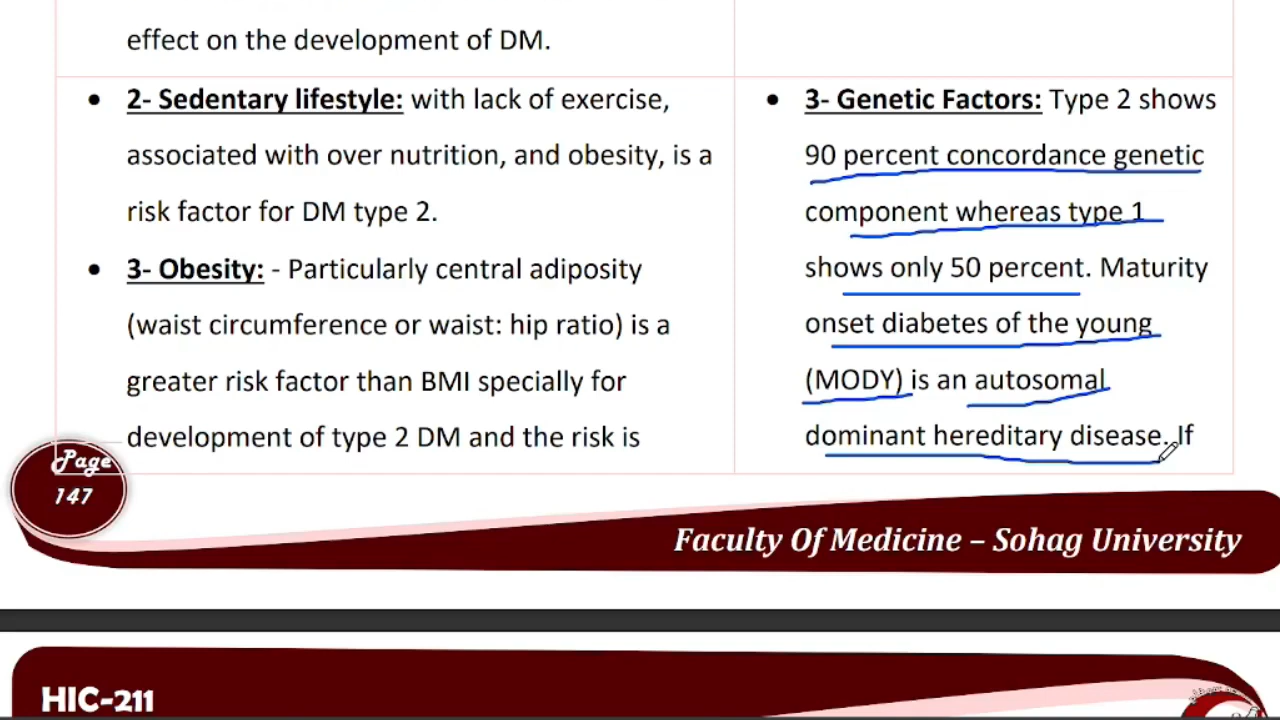 effect on the development of DM.
• 2- Sedentary lifestyle: with lack of exercise,
associated with over nutrition, and obesity, is a
risk factor for DM type 2.
• 3- Obesity: - Particularly central adiposity
(waist circumference or waist: hip ratio) is a
greater risk factor than BMI specially for
development of type 2 DM and the risk is
• 3- Genetic Factors: Type 2 shows
90 percent concordance genetic
component whereas type 1
shows only 50 percent. Maturity
onset diabetes of the young
(MODY) is an autosomal
dominant hereditary disease. If
Page
147
Faculty Of Medicine – Sohag University
HIC-211